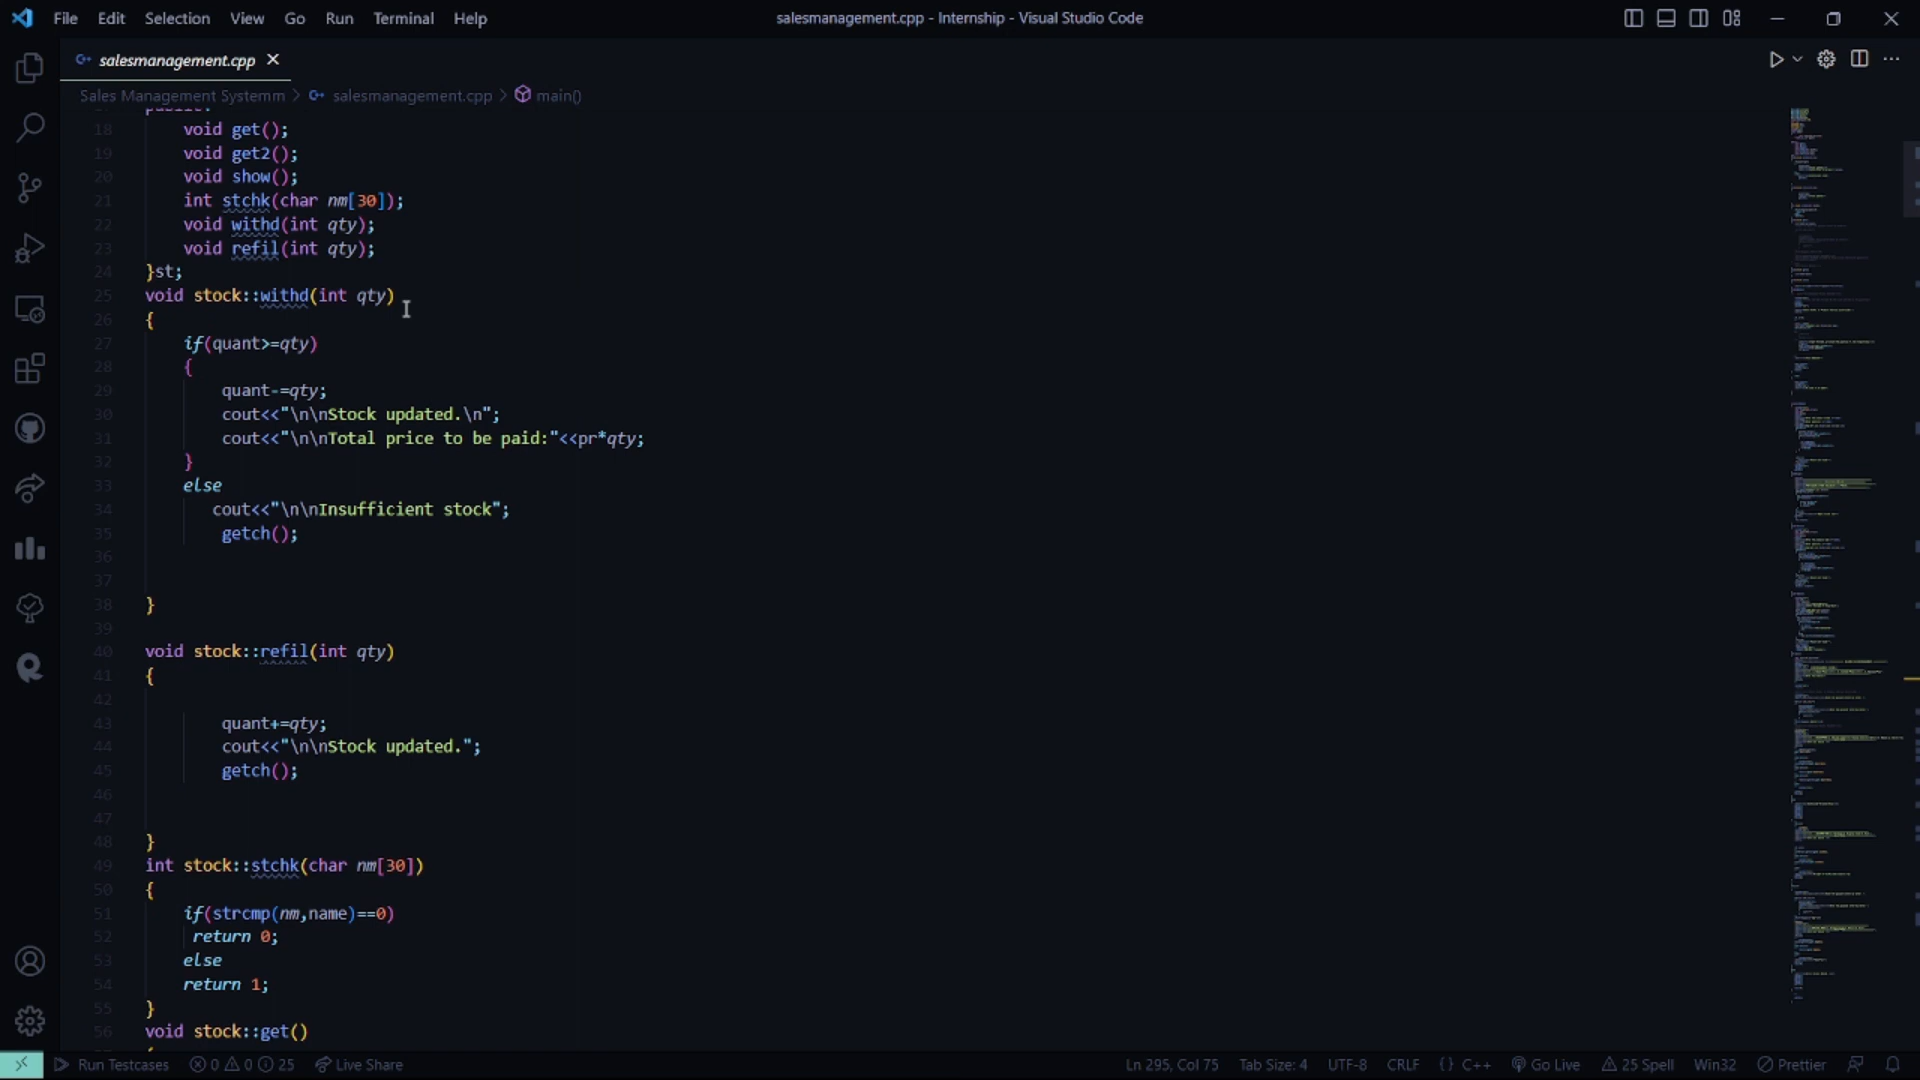 File Edit Selection View Go Run Terminal Help salesmanagement.cpp - Internship - Visual Studio Code
salesmanagement.cpp
Sales Management Systemm > salesmanagement.cpp > main()
public:
18 void get();
19 void get2();
20 void show();
21 int stchk(char nm[30]);
22 void withd(int qty);
23 void refil(int qty);
24 }st;
25 void stock::withd(int qty)
26 {
27 if(quant>=qty)
28 {
29 quant-=qty;
30 cout<<"\n\nStock updated.\n";
31 cout<<"\n\nTotal price to be paid:"<<pr*qty;
32 }
33 else
34 cout<<"\n\nInsufficient stock";
35 getch();
36
37
38 }
39
40 void stock::refil(int qty)
41 {
42
43 quant+=qty;
44 cout<<"\n\nStock updated.";
45 getch();
46
47
48 }
49 int stock::stchk(char nm[30])
50 {
51 if(strcmp(nm,name)==0)
52 return 0;
53 else
54 return 1;
55 }
56 void stock::get()
Run Testcases 0 0 25 Live Share Ln 295, Col 75 Tab Size: 4 UTF-8 CRLF {} C++ Go Live 25 Spell Win32 Prettier